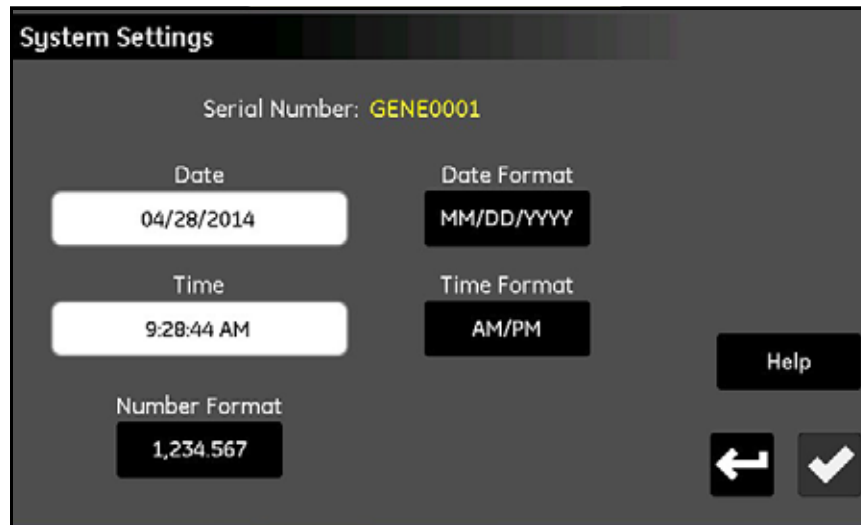 System Settings
Serial Number: GENE0001
Date
Date Format
04/28/2014
MM/DD/YYYY
Time
Time Format
9:28:44 AM
AM/PM
Help
Number Format
1,234.567